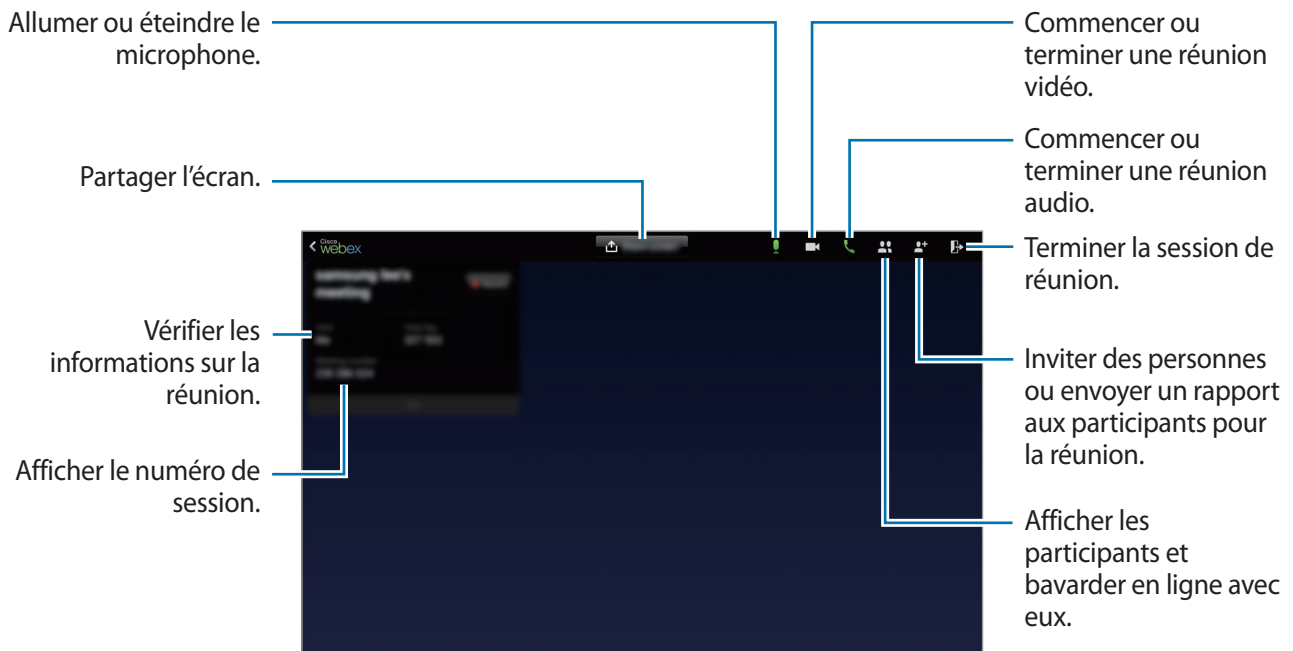 Allumer ou éteindre le
microphone.
Partager l’écran.
Vérifier les
informations sur la
réunion.
Afficher le numéro de
session.
Cisco
webex
samsung lee's
meeting
Commencer ou
terminer une réunion
vidéo.
Commencer ou
terminer une réunion
audio.
Terminer la session de
réunion.
Inviter des personnes
ou envoyer un rapport
aux participants pour
la réunion.
Afficher les
participants et
bavarder en ligne avec
eux.